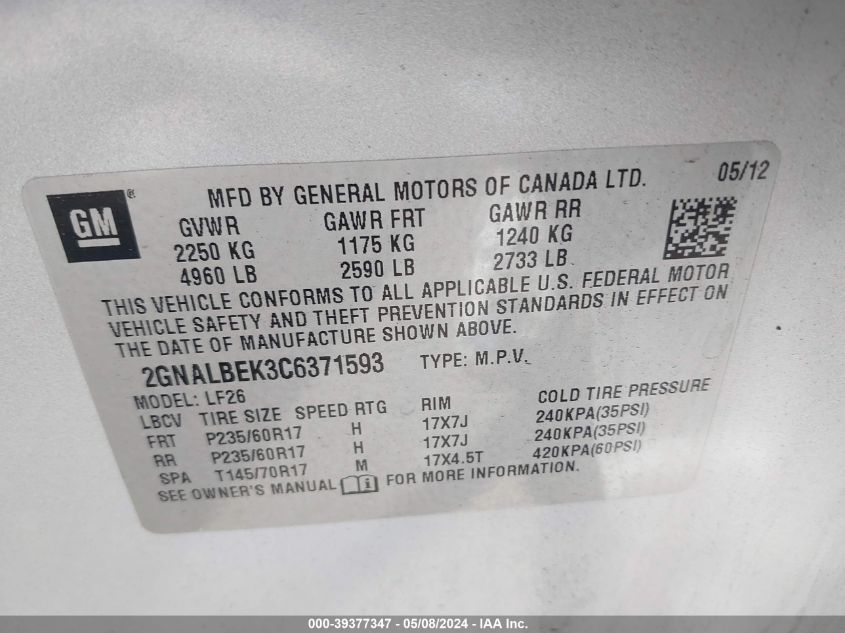 GM ® MFD BY GENERAL MOTORS OF CANADA LTD. 05/12
GVWR GAWR FRT GAWR RR
2250 KG 1175 KG 1240 KG
4960 LB 2590 LB 2733 LB
THIS VEHICLE CONFORMS TO ALL APPLICABLE U.S. FEDERAL MOTOR
VEHICLE SAFETY AND THEFT PREVENTION STANDARDS IN EFFECT ON
THE DATE OF MANUFACTURE SHOWN ABOVE.
2GNALBEK3C6371593 TYPE: M.P.V.
MODEL: LF26
LBCV TIRE SIZE SPEED RTG RIM COLD TIRE PRESSURE
FRT P235/60R17 H 17X7J 240KPA(35PSI)
RR P235/60R17 H 17X7J 240KPA(35PSI)
SPA T145/70R17 M 17X4.5T 420KPA(60PSI)
SEE OWNER'S MANUAL i FOR MORE INFORMATION.
000-39377347 - 05/08/2024 - IAA Inc.